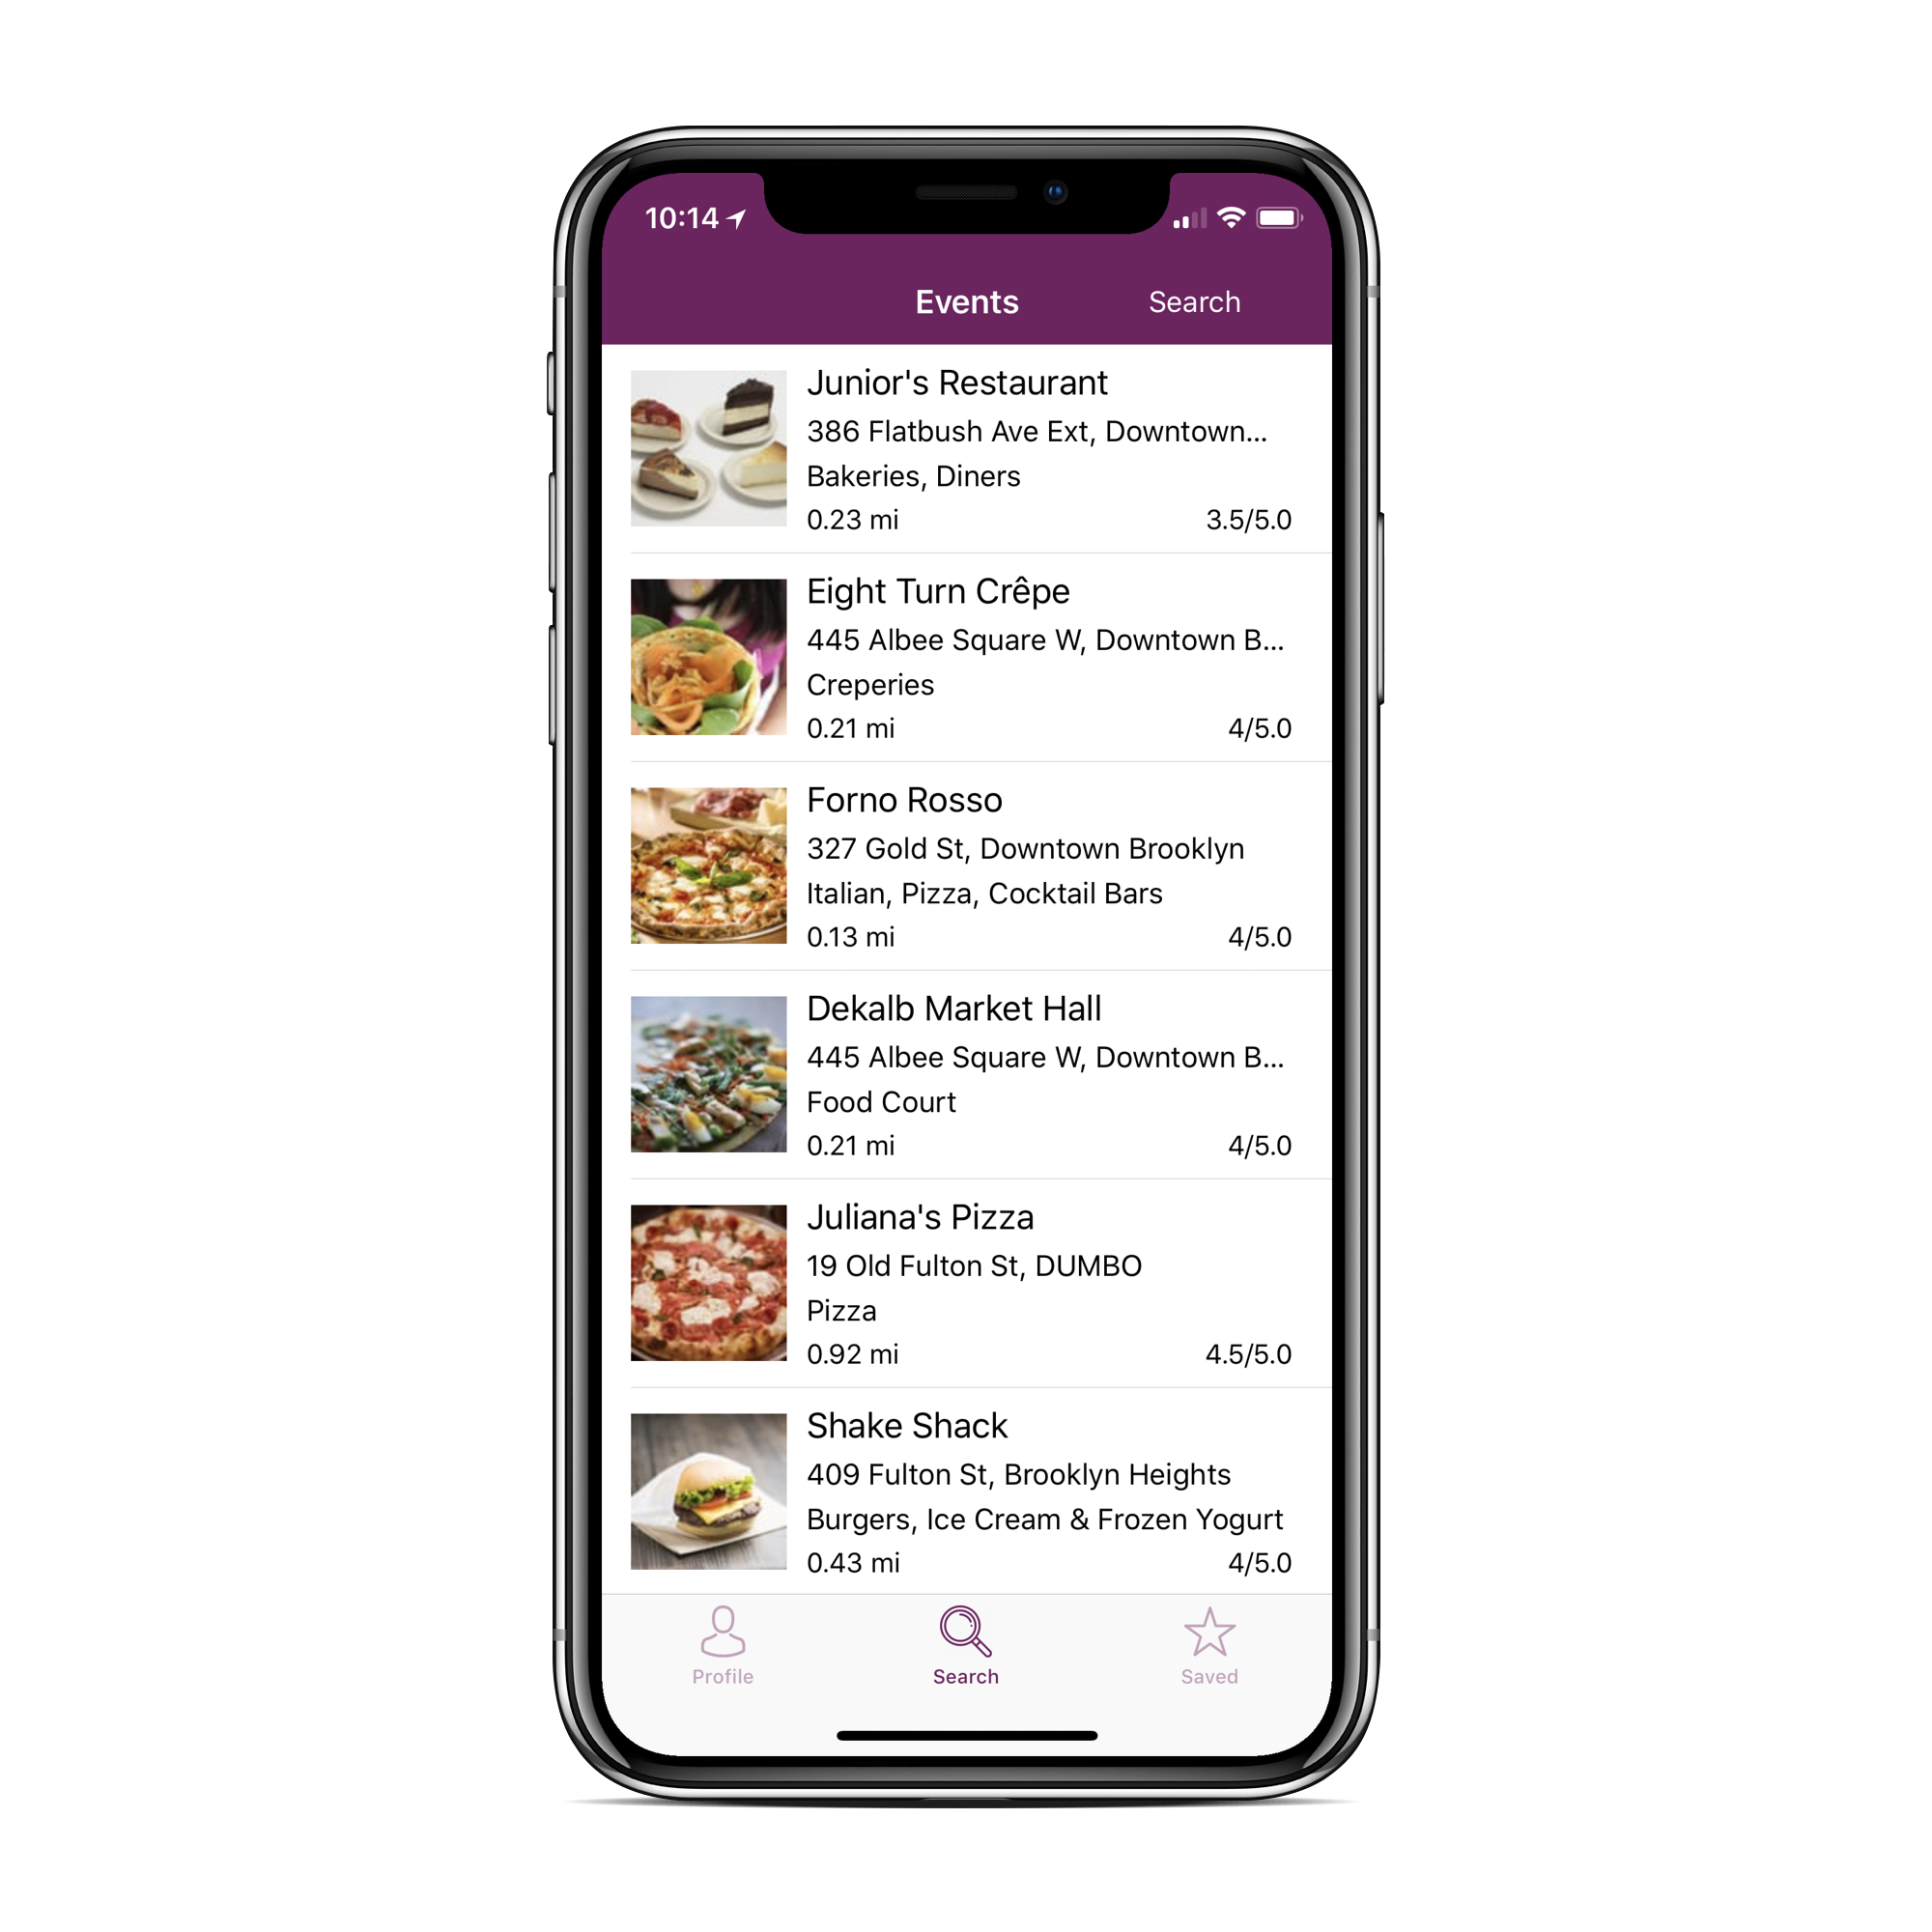 10:14
Events
Search
Junior's Restaurant
386 Flatbush Ave Ext, Downtown...
Bakeries, Diners
0.23 mi
3.5/5.0
Eight Turn Crêpe
445 Albee Square W, Downtown B...
Creperies
0.21 mi
4/5.0
Forno Rosso
327 Gold St, Downtown Brooklyn
Italian, Pizza, Cocktail Bars
0.13 mi
4/5.0
Dekalb Market Hall
445 Albee Square W, Downtown B...
Food Court
0.21 mi
4/5.0
Juliana's Pizza
19 Old Fulton St, DUMBO
Pizza
0.92 mi
4.5/5.0
Shake Shack
409 Fulton St, Brooklyn Heights
Burgers, Ice Cream & Frozen Yogurt
0.43 mi
4/5.0
Profile
Search
Saved